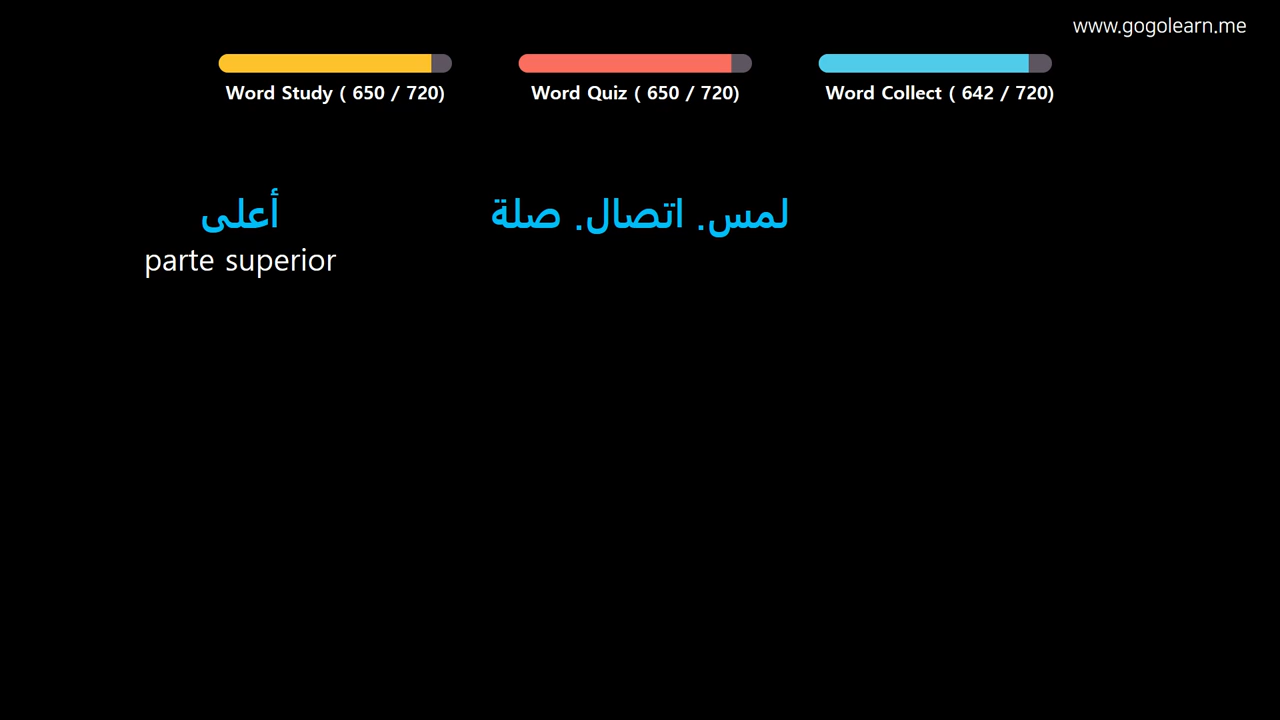 www.gogolearn.me
Word Study ( 650 / 720)
Word Quiz ( 650 / 720)
Word Collect ( 642 / 720)
أعلى
parte superior
لمس. اتصال. صلة